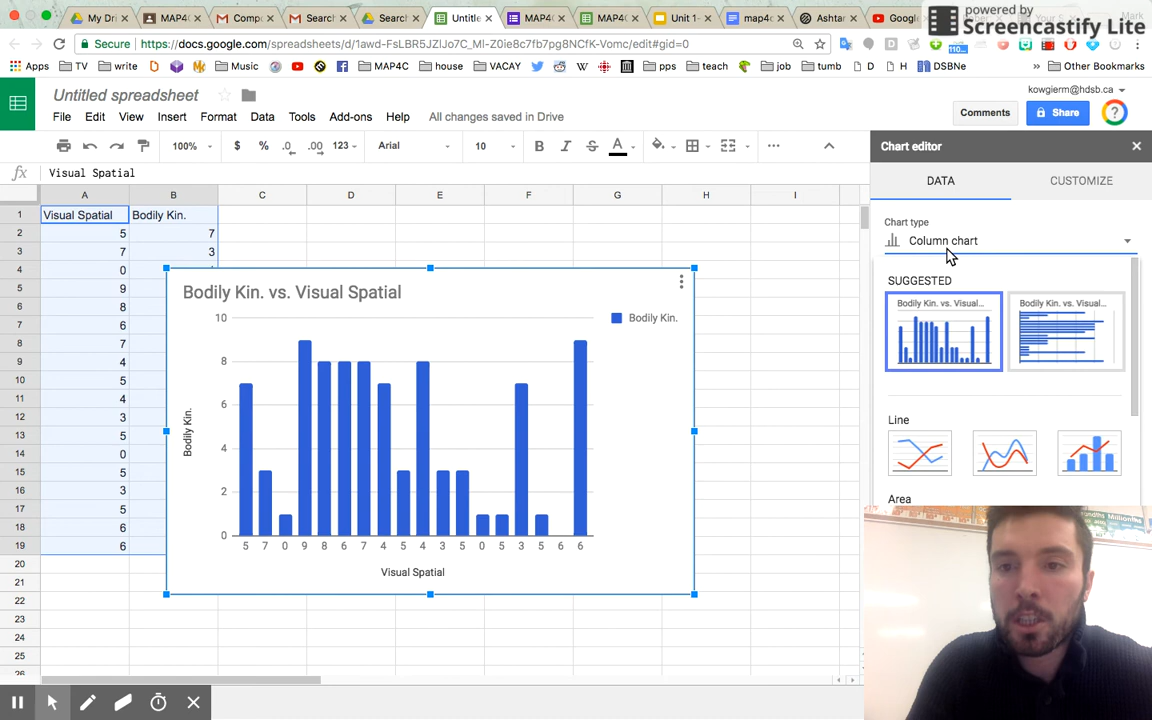 My Dri
MAP4C
Comp
Search
Search
Untitle
MAP4
MAP4C
Unit 1-
map4c
Ashtar
Google
powered by
Screencastify Lite
Secure
https://docs.google.com/spreadsheets/d/1awd-FsLBR5JZIJo7C_MI-Z0ie8c7fb7pg8NCfK-Vomc/edit#gid=0
Apps
TV
write
Music
MAP4C
house
VACAY
pps
teach
job
tumb
D
H
DSBNe
Other Bookmarks
Untitled spreadsheet
kowgierm@hdsb.ca
File Edit View Insert Format Data Tools Add-ons Help All changes saved in Drive
Comments
Share
100% $ % .0 .00 123 Arial 10 B I S A
Chart editor
fx Visual Spatial
DATA CUSTOMIZE
A B C D E F G H I
1 Visual Spatial Bodily Kin.
2 5 7
3 7 3
4 0
5 9
6 8
7 6
8 7
9 4
10 5
11 4
12 3
13 5
14 0
15 5
16 3
17 5
18 6
19 6
20
21
22
23
24
25
26
Bodily Kin. vs. Visual Spatial
Bodily Kin.
10
8
6
4
2
0
Bodily Kin.
5 7 0 9 8 6 7 4 5 4 3 5 0 5 3 5 6 6
Visual Spatial
Chart type
Column chart
SUGGESTED
Bodily Kin. vs. Visual...
Bodily Kin. vs. Visual...
Line
Area